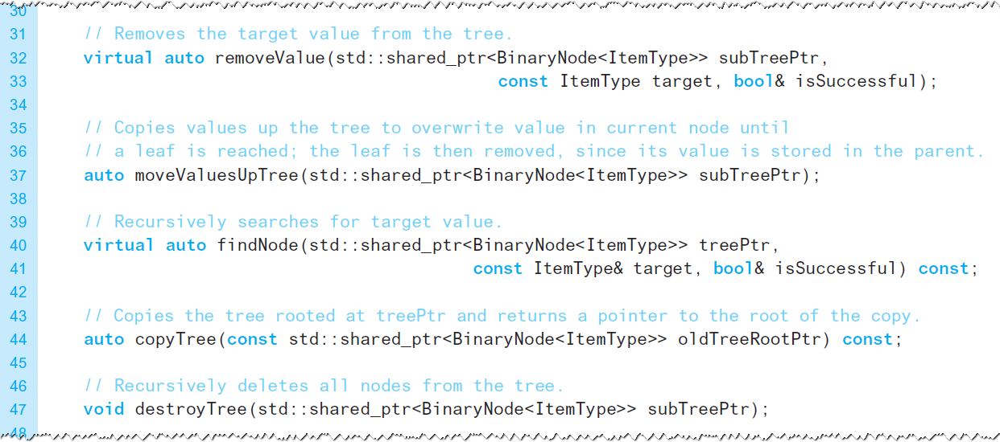 30
31 // Removes the target value from the tree.
32 virtual auto removeValue(std::shared_ptr<BinaryNode<ItemType>> subTreePtr,
33 const ItemType target, bool& isSuccessful);
34
35 // Copies values up the tree to overwrite value in current node until
36 // a leaf is reached; the leaf is then removed, since its value is stored in the parent.
37 auto moveValuesUpTree(std::shared_ptr<BinaryNode<ItemType>> subTreePtr);
38
39 // Recursively searches for target value.
40 virtual auto findNode(std::shared_ptr<BinaryNode<ItemType>> treePtr,
41 const ItemType& target, bool& isSuccessful) const;
42
43 // Copies the tree rooted at treePtr and returns a pointer to the root of the copy.
44 auto copyTree(const std::shared_ptr<BinaryNode<ItemType>> oldTreeRootPtr) const;
45
46 // Recursively deletes all nodes from the tree.
47 void destroyTree(std::shared_ptr<BinaryNode<ItemType>> subTreePtr);
48